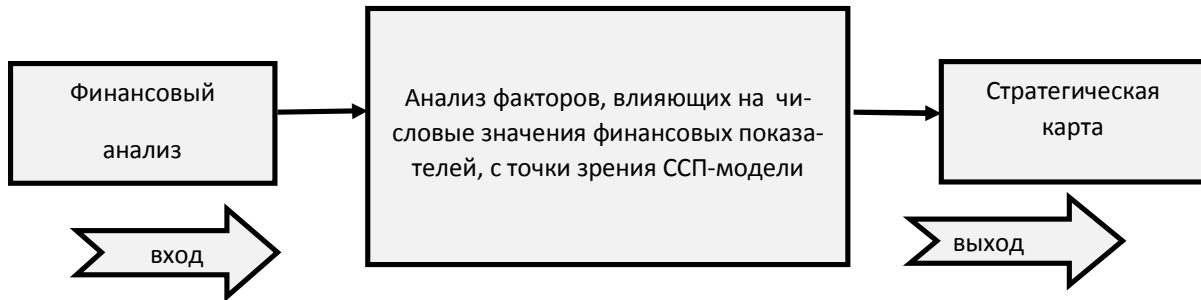 Финансовый
анализ
Анализ факторов, влияющих на чи-
словые значения финансовых показа-
телей, с точки зрения ССП-модели
Стратегическая
карта
вход
выход